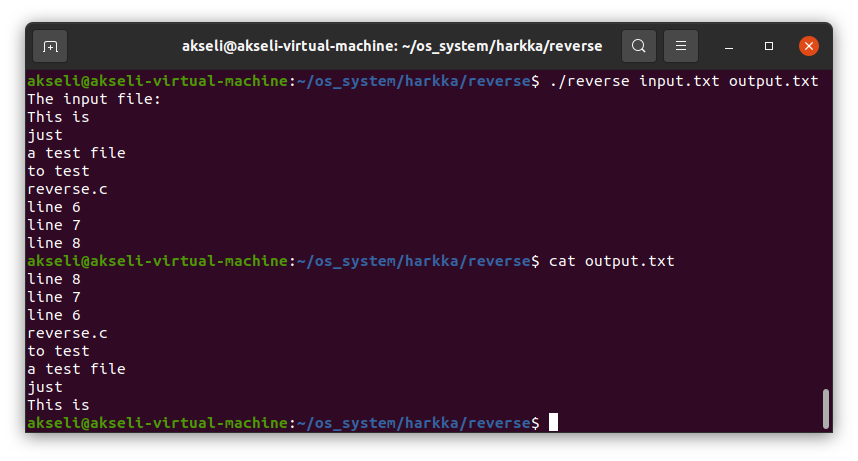 akseli@akseli-virtual-machine: ~/os_system/harkka/reverse
akseli@akseli-virtual-machine:~/os_system/harkka/reverse$ ./reverse input.txt output.txt
The input file:
This is
just
a test file
to test
reverse.c
line 6
line 7
line 8
akseli@akseli-virtual-machine:~/os_system/harkka/reverse$ cat output.txt
line 8
line 7
line 6
reverse.c
to test
a test file
just
This is
akseli@akseli-virtual-machine:~/os_system/harkka/reverse$